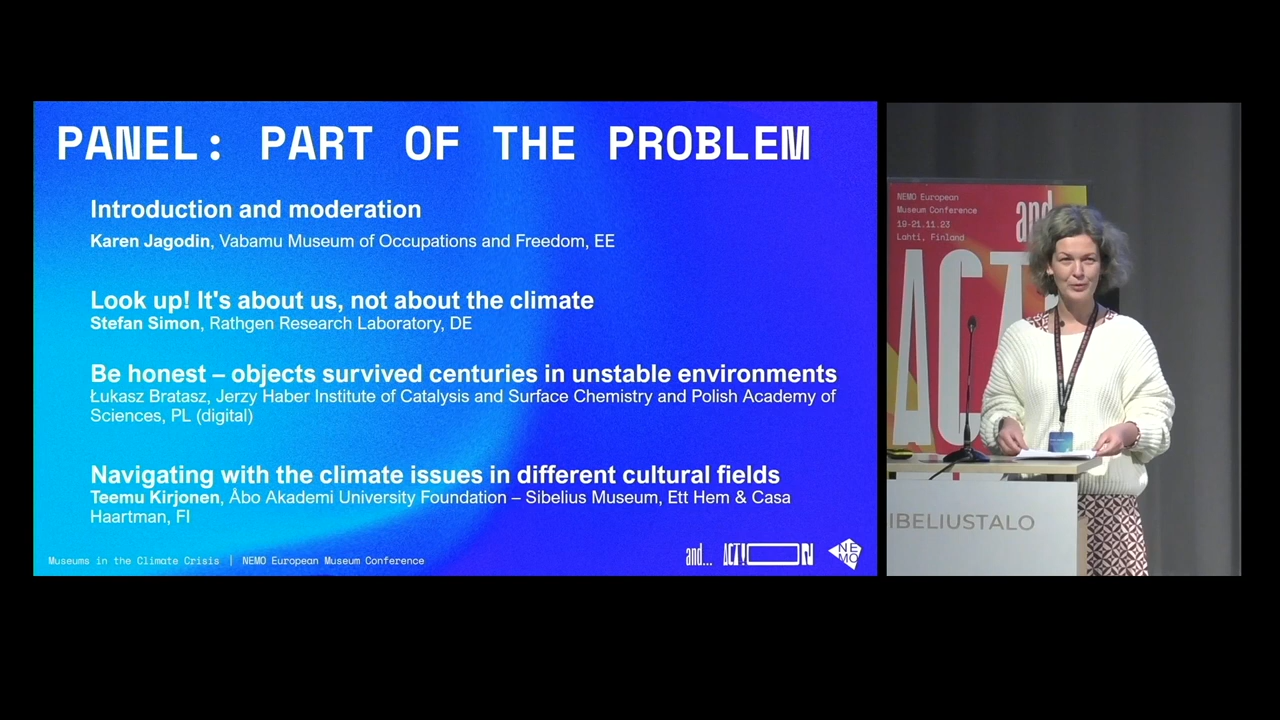 PANEL: PART OF THE PROBLEM
Introduction and moderation
Karen Jagodin, Vabamu Museum of Occupations and Freedom, EE
Look up! It's about us, not about the climate
Stefan Simon, Rathgen Research Laboratory, DE
Be honest – objects survived centuries in unstable environments
Łukasz Bratasz, Jerzy Haber Institute of Catalysis and Surface Chemistry and Polish Academy of
Sciences, PL (digital)
Navigating with the climate issues in different cultural fields
Teemu Kirjonen, Åbo Akademi University Foundation – Sibelius Museum, Ett Hem & Casa
Haartman, FI
Museums in the Climate Crisis | NEMO European Museum Conference
and... ACT!ON
NE
MO
NEMO European
Museum Conference
19-21.11.23
Lahti, Finland
and
ACT
AC
IBELIUSTALO